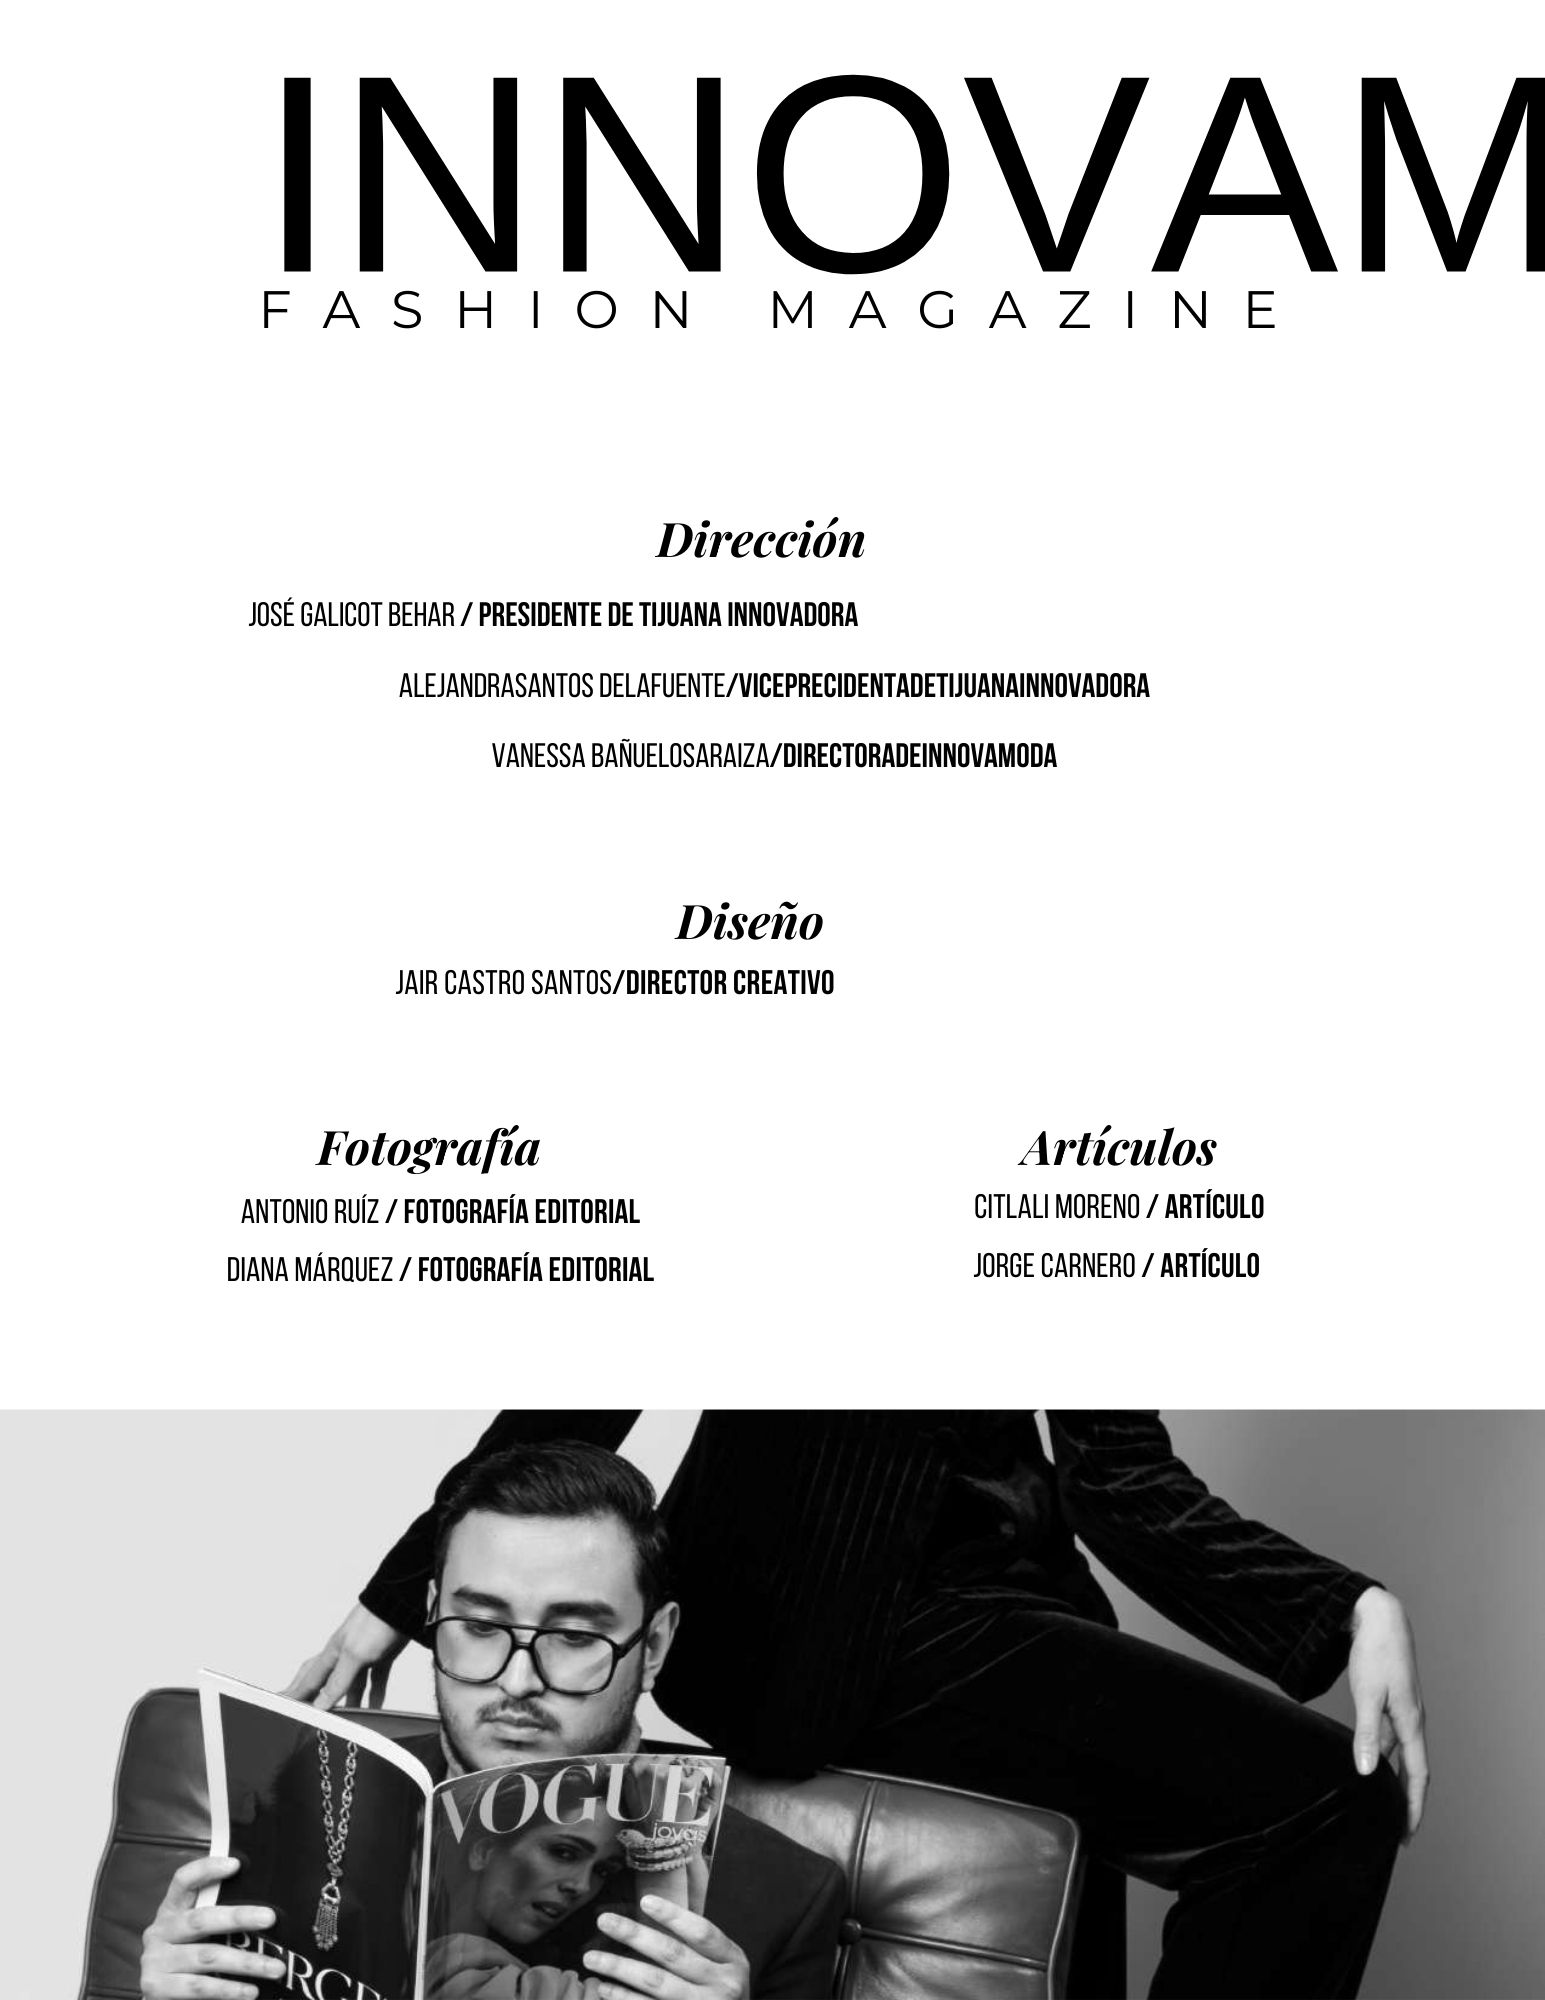 INNOVAM
FASHION MAGAZINE
Dirección
JOSÉ GALICOT BEHAR / PRESIDENTE DE TIJUANA INNOVADORA
ALEJANDRASANTOS DELAFUENTE/VICEPRECIDENTADETIJUANAINNOVADORA
VANESSA BAÑUELOSARAIZA/DIRECTORADEINNOVAMODA
Diseño
JAIR CASTRO SANTOS/DIRECTOR CREATIVO
Fotografía
ANTONIO RUÍZ / FOTOGRAFÍA EDITORIAL
DIANA MÁRQUEZ / FOTOGRAFÍA EDITORIAL
Artículos
CITLALI MORENO / ARTÍCULO
JORGE CARNERO / ARTÍCULO
VOGUE
joyas